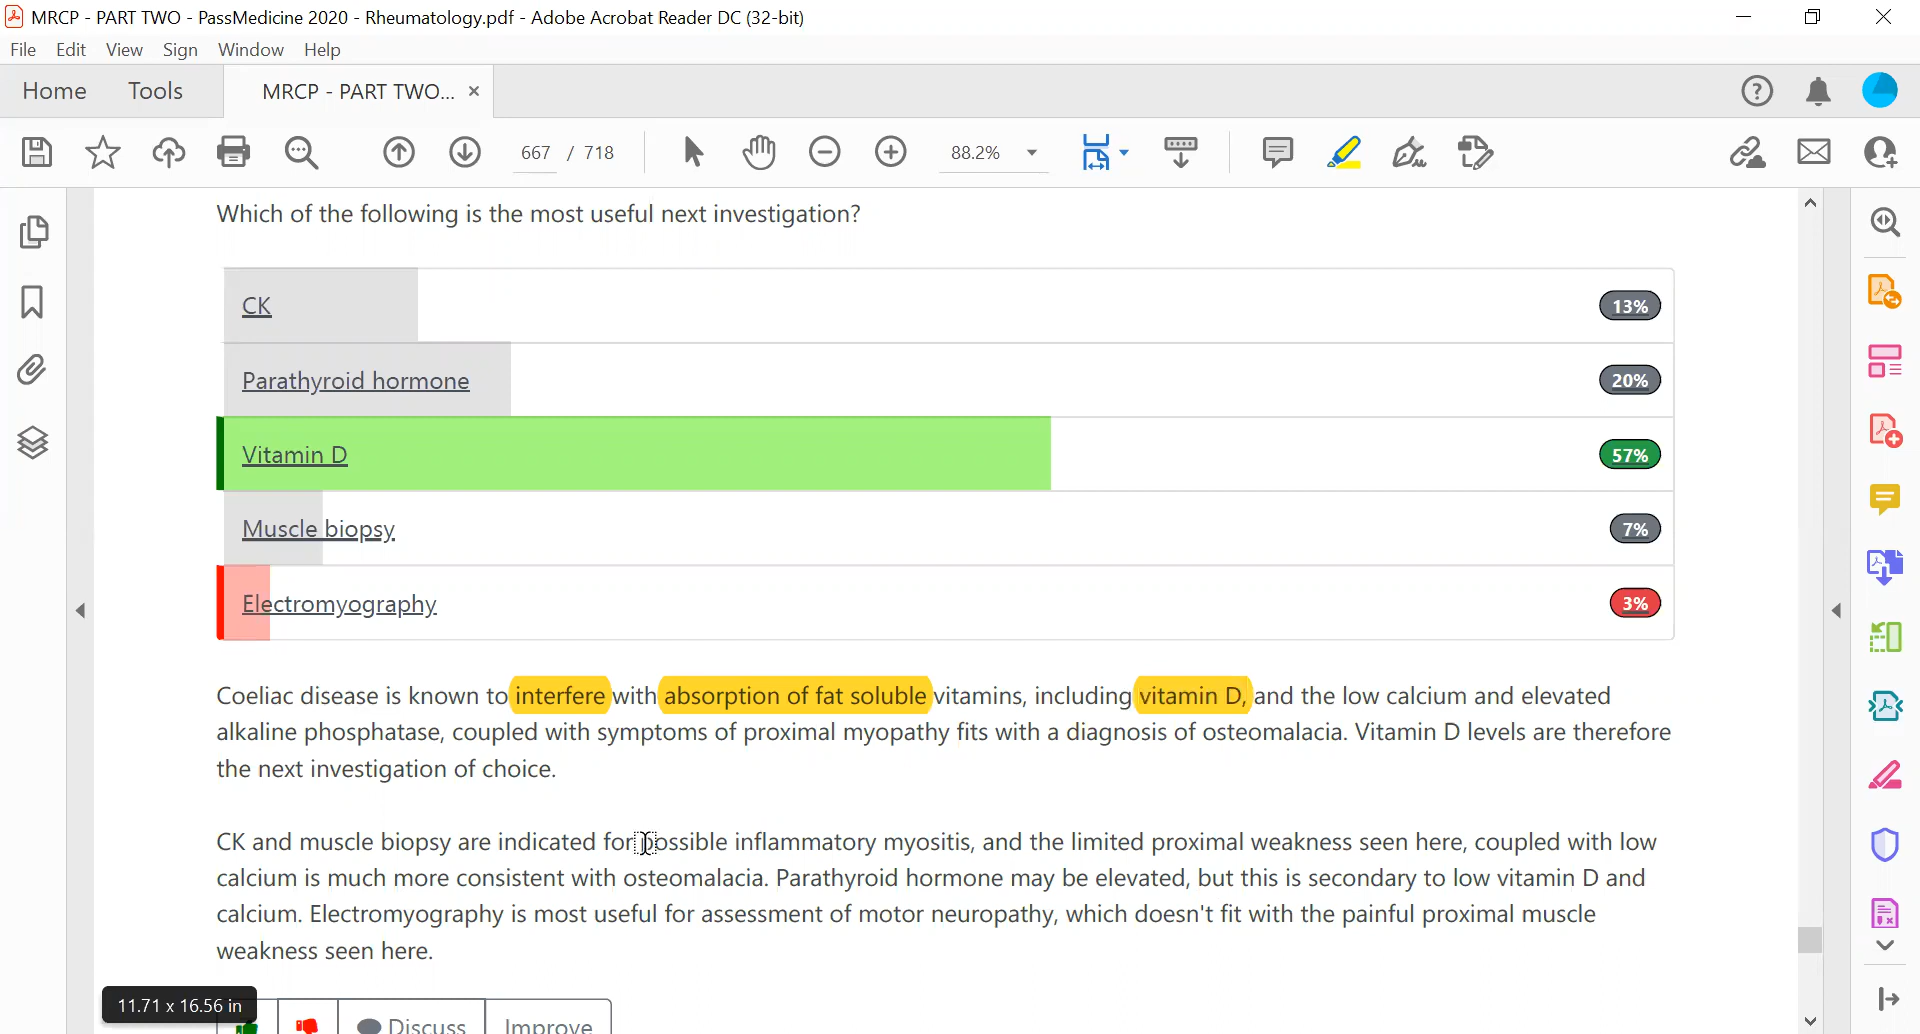 MRCP - PART TWO - PassMedicine 2020 - Rheumatology.pdf - Adobe Acrobat Reader DC (32-bit)
File Edit View Sign Window Help
Home Tools MRCP - PART TWO... ×
667 / 718 88.2%
Which of the following is the most useful next investigation?
CK 13%
Parathyroid hormone 20%
Vitamin D 57%
Muscle biopsy 7%
Electromyography 3%
Coeliac disease is known to interfere with absorption of fat soluble vitamins, including vitamin D, and the low calcium and elevated
alkaline phosphatase, coupled with symptoms of proximal myopathy fits with a diagnosis of osteomalacia. Vitamin D levels are therefore
the next investigation of choice.
CK and muscle biopsy are indicated for possible inflammatory myositis, and the limited proximal weakness seen here, coupled with low
calcium is much more consistent with osteomalacia. Parathyroid hormone may be elevated, but this is secondary to low vitamin D and
calcium. Electromyography is most useful for assessment of motor neuropathy, which doesn't fit with the painful proximal muscle
weakness seen here.
11.71 x 16.56 in
Discuss Improve